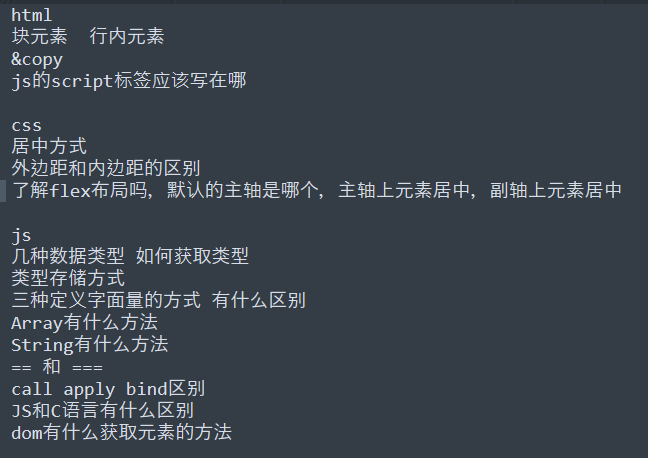 html
块元素  行内元素
&copy
js的script标签应该写在哪
css
居中方式
外边距和内边距的区别
了解flex布局吗, 默认的主轴是哪个, 主轴上元素居中, 副轴上元素居中
js
几种数据类型 如何获取类型
类型存储方式
三种定义字面量的方式 有什么区别
Array有什么方法
String有什么方法
== 和 ===
call apply bind区别
JS和C语言有什么区别
dom有什么获取元素的方法